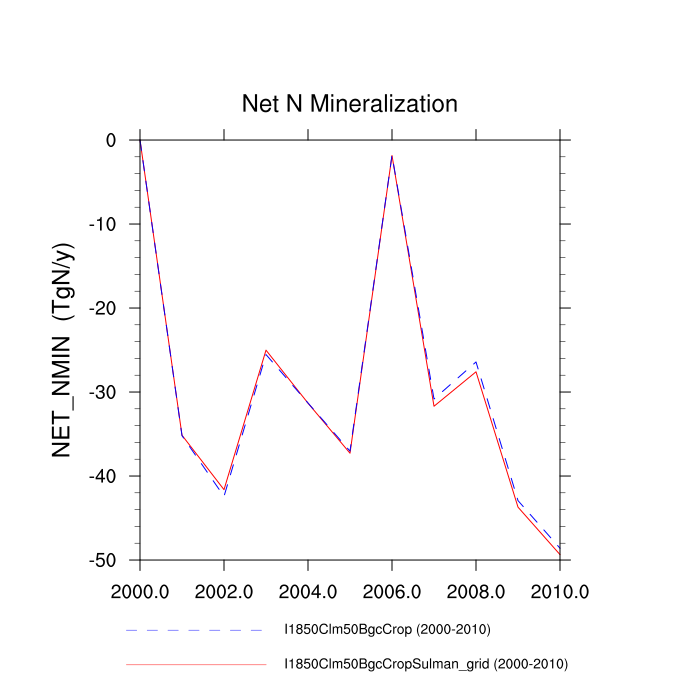 Net N Mineralization
NET_NMIN (TgN/y)
0
-10
-20
-30
-40
-50
2000.0 2002.0 2004.0 2006.0 2008.0 2010.0
I1850Clm50BgcCrop (2000-2010)
I1850Clm50BgcCropSulman_grid (2000-2010)